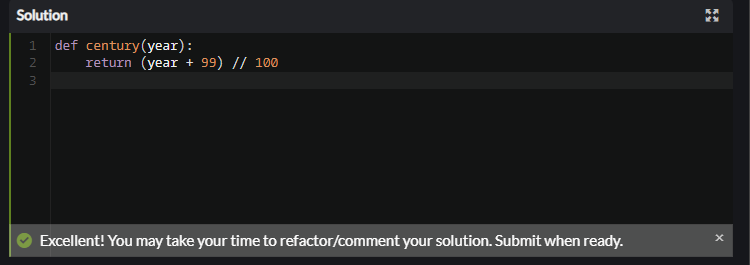 Solution
1 def century(year):
2     return (year + 99) // 100
3
Excellent! You may take your time to refactor/comment your solution. Submit when ready. ×